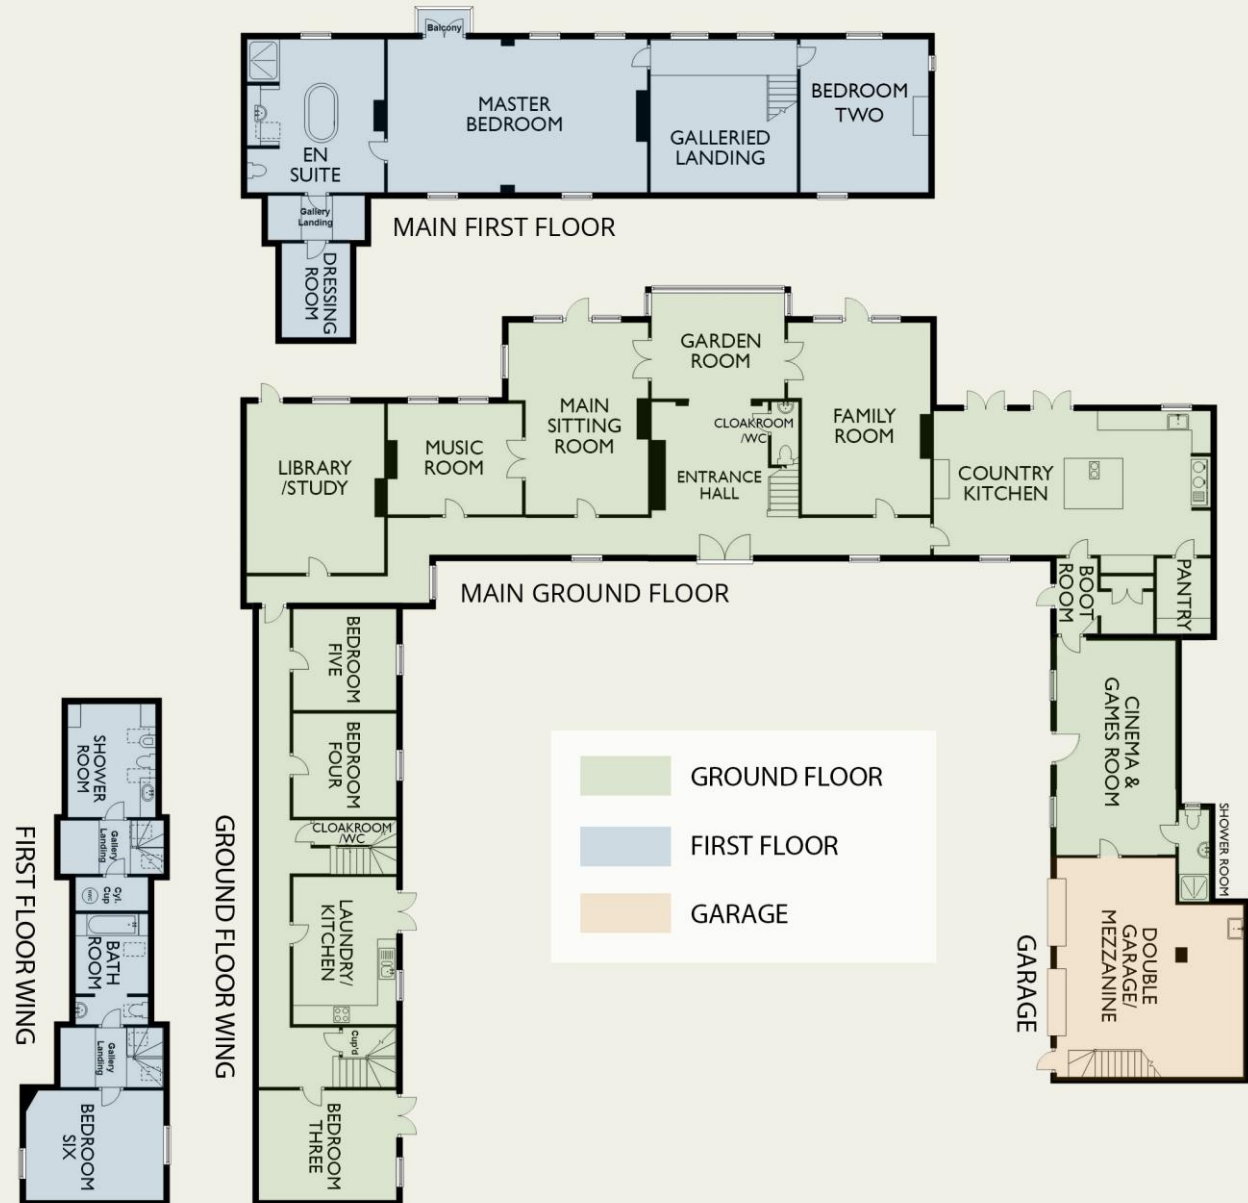 Balcony
MASTER
BEDROOM
EN
SUITE
GALLERIED
LANDING
BEDROOM
TWO
Gallery
Landing
DRESSING
ROOM
MAIN FIRST FLOOR
GARDEN
ROOM
MAIN
SITTING
ROOM
CLOAKROOM
/WC
FAMILY
ROOM
MUSIC
ROOM
LIBRARY
/STUDY
ENTRANCE
HALL
COUNTRY
KITCHEN
MAIN GROUND FLOOR
BOOT
ROOM
PANTRY
CINEMA &
GAMES ROOM
SHOWER ROOM
DOUBLE
GARAGE/
MEZZANINE
GARAGE
BEDROOM
FIVE
BEDROOM
FOUR
CLOAKROOM
/WC
LAUNDRY/
KITCHEN
Cup'd
BEDROOM
THREE
GROUND FLOOR WING
SHOWER
ROOM
Gallery
Landing
Cyl.
Cup
HWC
BATH
ROOM
Gallery
Landing
BEDROOM
SIX
FIRST FLOOR WING
GROUND FLOOR
FIRST FLOOR
GARAGE